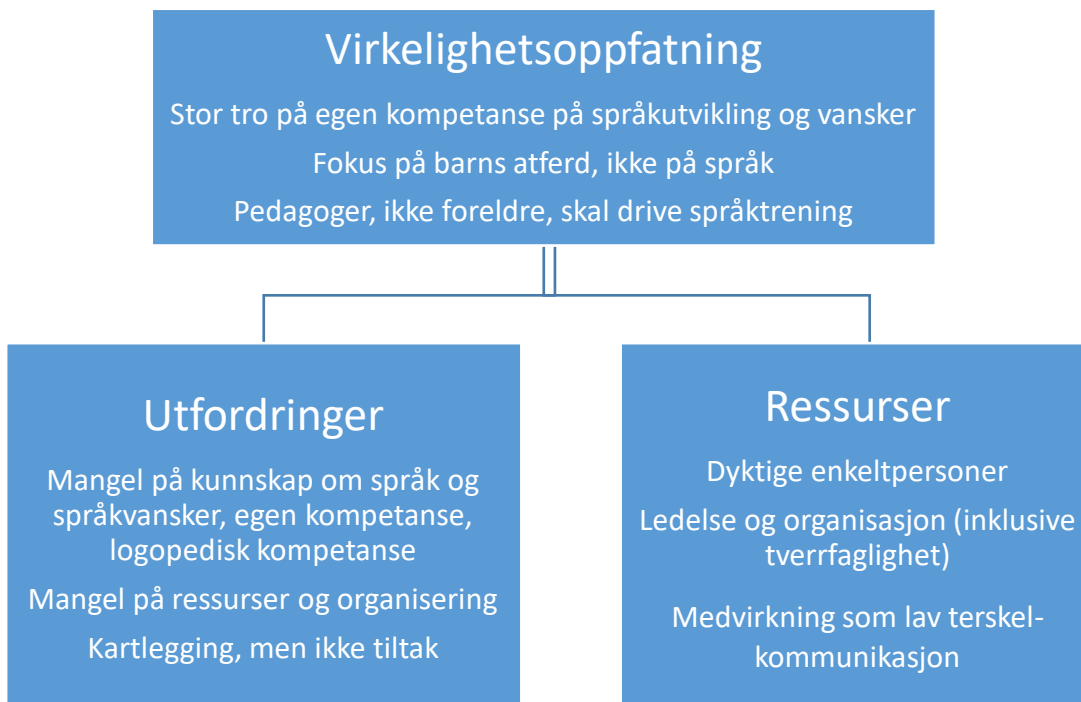 Virkelighetsoppfatning
Stor tro på egen kompetanse på språkutvikling og vansker
Fokus på barns atferd, ikke på språk
Pedagoger, ikke foreldre, skal drive språktrening
Utfordringer
Mangel på kunnskap om språk og
språkvansker, egen kompetanse,
logopedisk kompetanse
Mangel på ressurser og organisering
Kartlegging, men ikke tiltak
Ressurser
Dyktige enkeltpersoner
Ledelse og organisasjon (inklusive
tverrfaglighet)
Medvirkning som lav terskel-
kommunikasjon